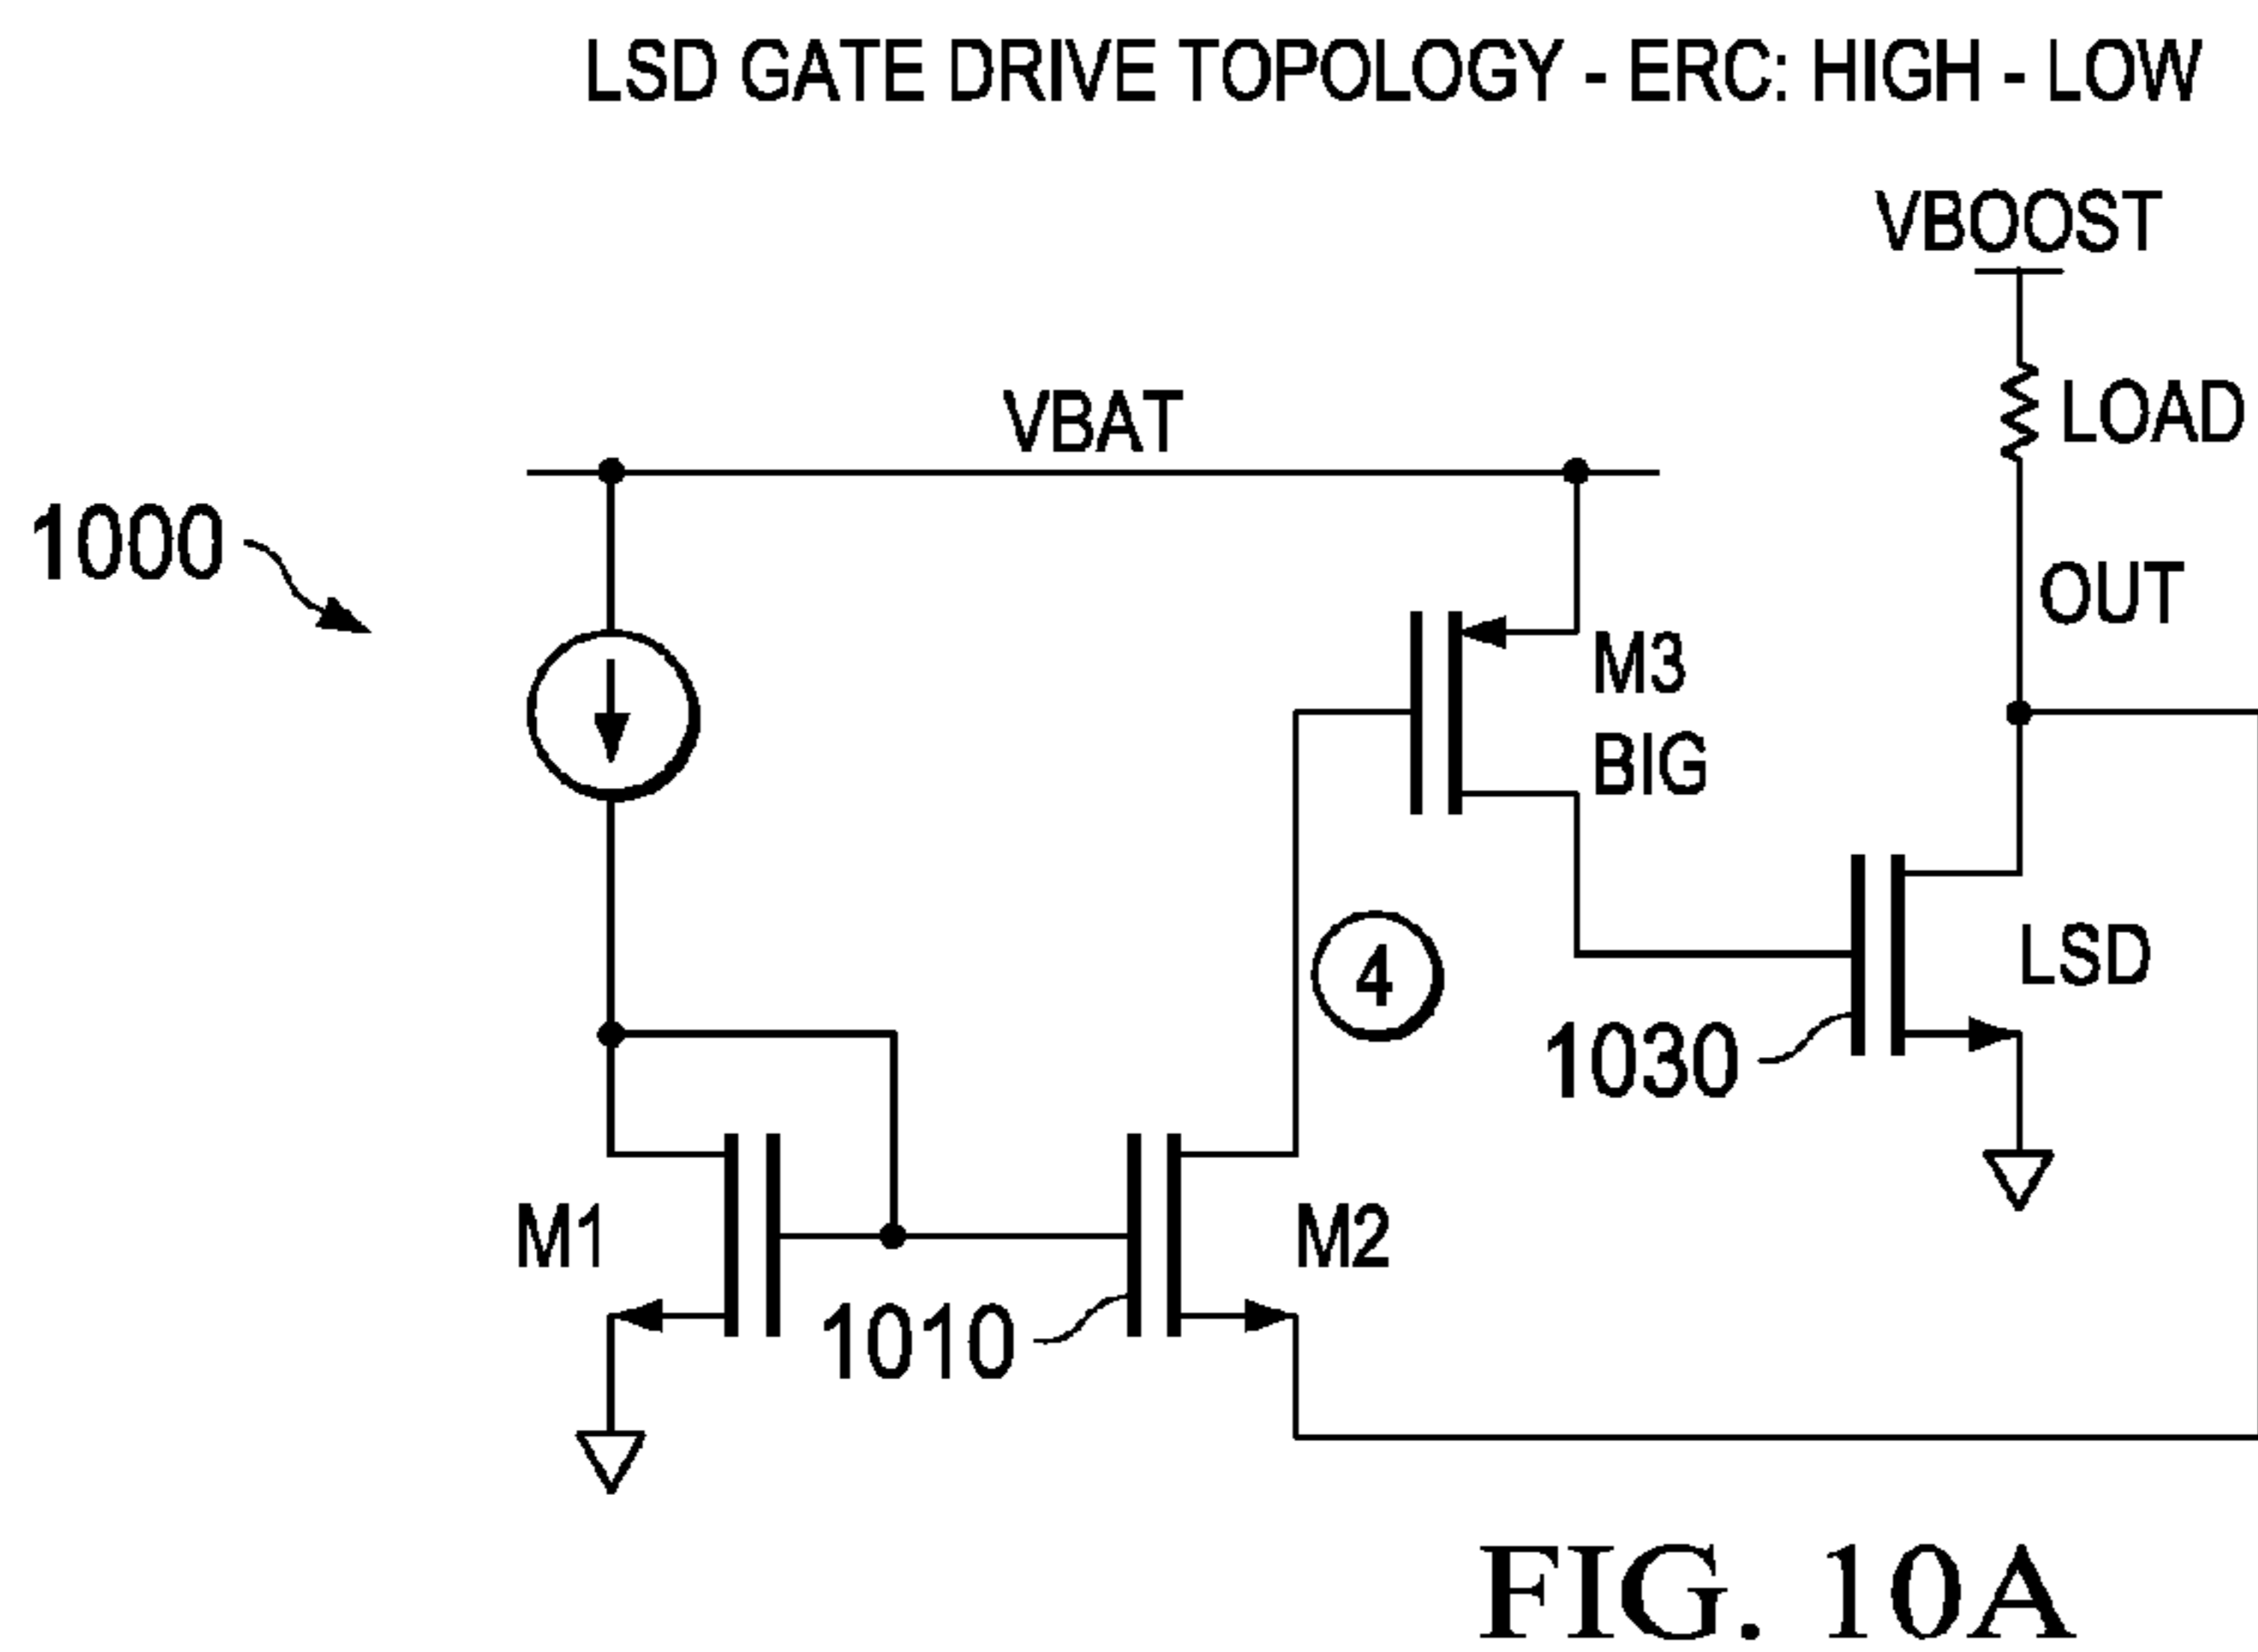 LSD GATE DRIVE TOPOLOGY - ERC: HIGH - LOW
VBOOST
VBAT
LOAD
1000
OUT
M3
BIG
4
LSD
1030
M1
M2
1010
FIG. 10A